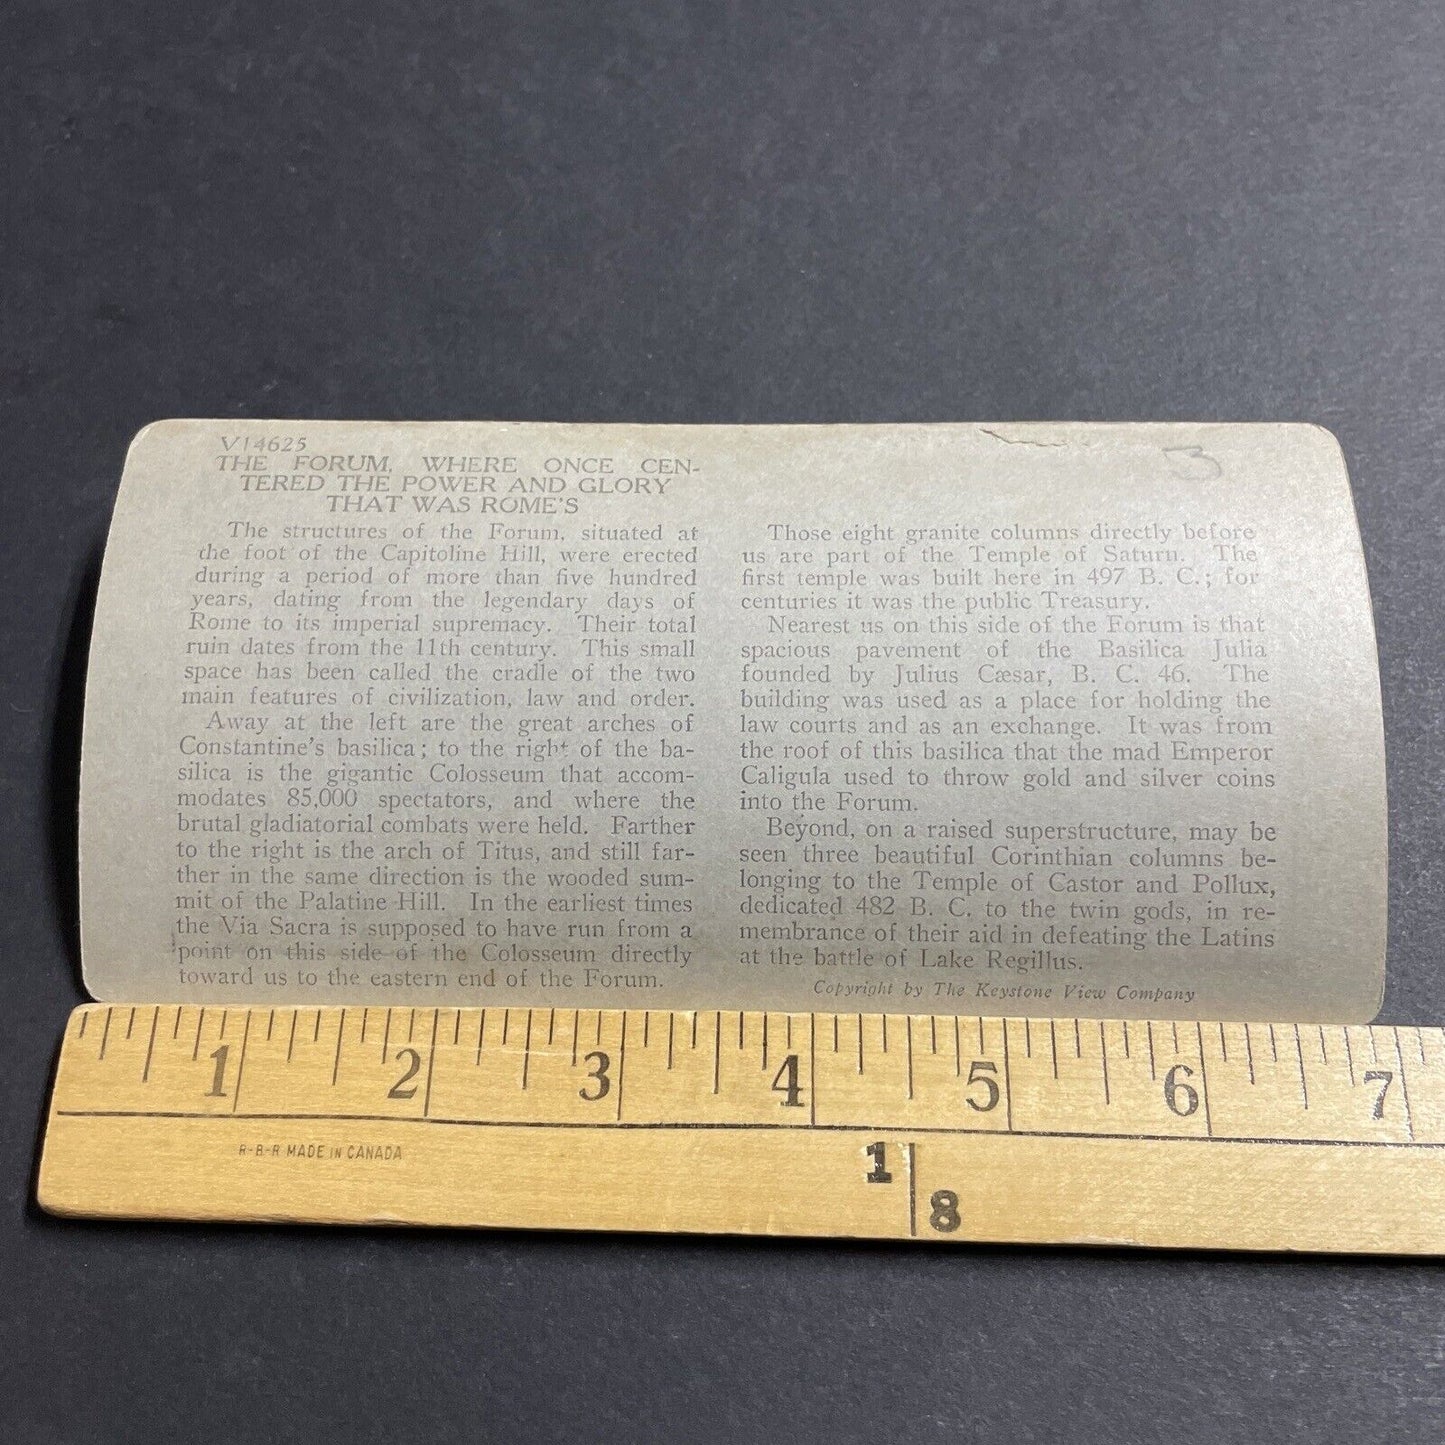 V14625
THE FORUM, WHERE ONCE CEN-
TERED THE POWER AND GLORY
THAT WAS ROME'S
The structures of the Forum, situated at
the foot of the Capitoline Hill, were erected
during a period of more than five hundred
years, dating from the legendary days of
Rome to its imperial supremacy. Their total
ruin dates from the 11th century. This small
space has been called the cradle of the two
main features of civilization, law and order.
Away at the left are the great arches of
Constantine's basilica; to the right of the ba-
silica is the gigantic Colosseum that accom-
modates 85,000 spectators, and where the
brutal gladiatorial combats were held. Farther
to the right is the arch of Titus, and still far-
ther in the same direction is the wooded sum-
mit of the Palatine Hill. In the earliest times
the Via Sacra is supposed to have run from a
point on this side of the Colosseum directly
toward us to the eastern end of the Forum.
3
Those eight granite columns directly before
us are part of the Temple of Saturn. The
first temple was built here in 497 B. C.; for
centuries it was the public Treasury.
Nearest us on this side of the Forum is that
spacious pavement of the Basilica Julia
founded by Julius Cæsar, B. C. 46. The
building was used as a place for holding the
law courts and as an exchange. It was from
the roof of this basilica that the mad Emperor
Caligula used to throw gold and silver coins
into the Forum.
Beyond, on a raised superstructure, may be
seen three beautiful Corinthian columns be-
longing to the Temple of Castor and Pollux,
dedicated 482 B. C. to the twin gods, in re-
membrance of their aid in defeating the Latins
at the battle of Lake Regillus.
Copyright by The Keystone View Company
1 2 3 4 5 6 7
R-B-R MADE IN CANADA
1
8